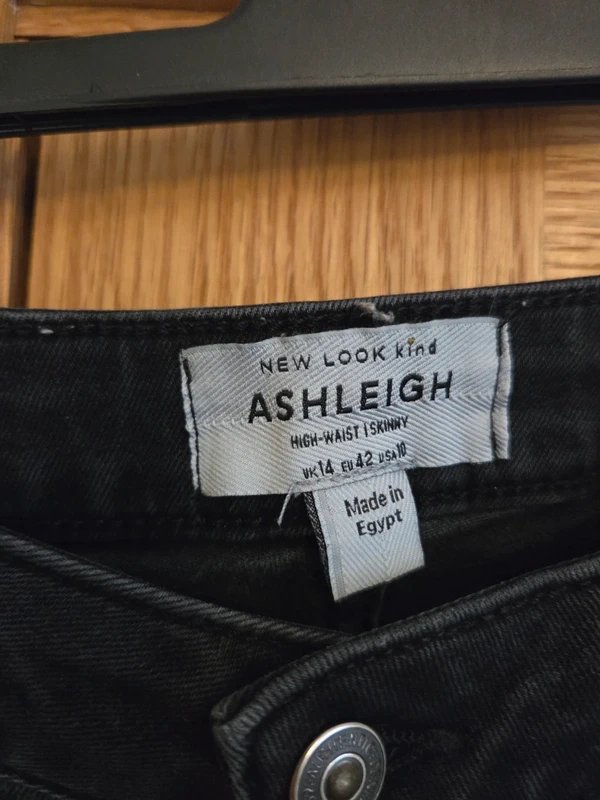 NEW LOOK kind
ASHLEIGH
HIGH-WAIST | SKINNY
UK14 EU42 USA10
Made in
Egypt